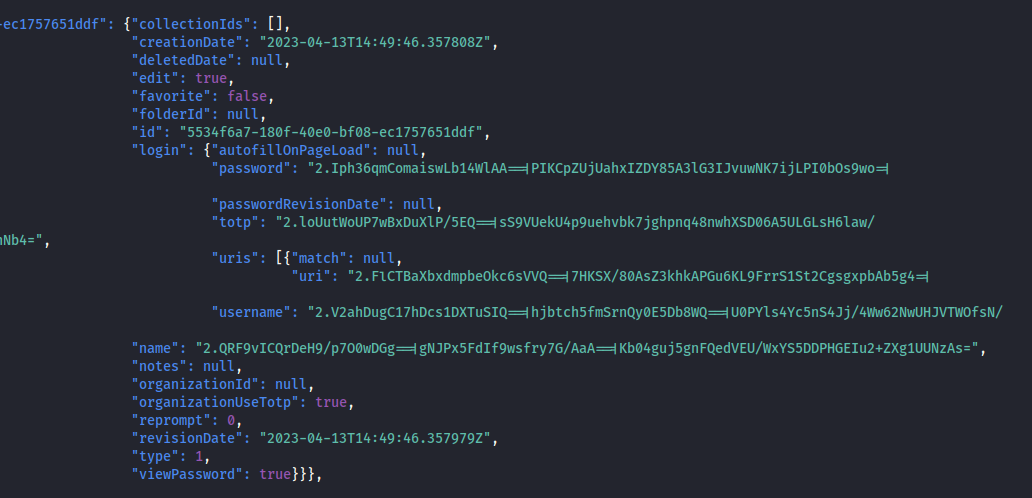 -ec1757651ddf": {"collectionIds": [],
"creationDate": "2023-04-13T14:49:46.357808Z",
"deletedDate": null,
"edit": true,
"favorite": false,
"folderId": null,
"id": "5534f6a7-180f-40e0-bf08-ec1757651ddf",
"login": {"autofillOnPageLoad": null,
"password": "2.Iph36qmComaiswLb14WlAA==|PIKCpZUjUahxIZDY85A3lG3IJvuwNK7ijLPI0bOs9wo=|
"passwordRevisionDate": null,
"totp": "2.loUutWoUP7wBxDuXlP/5EQ==|sS9VUekU4p9uehvbk7jghpnq48nwhXSD06A5ULGLsH6law/
nNb4=",
"uris": [{"match": null,
"uri": "2.FlCTBaXbxdmpbeOkc6sVVQ==|7HKSX/80AsZ3khkAPGu6KL9FrrS1St2CgsgxpbAb5g4=|
"username": "2.V2ahDugC17hDcs1DXTuSIQ==|hjbtch5fmSrnQy0E5Db8WQ==|U0PYls4Yc5nS4Jj/4Ww62NwUHJVTWOfsN/
"name": "2.QRF9vICQrDeH9/p7O0wDGg==|gNJPx5FdIf9wsfry7G/AaA==|Kb04guj5gnFQedVEU/WxYS5DDPHGEIu2+ZXg1UUNzAs=",
"notes": null,
"organizationId": null,
"organizationUseTotp": true,
"reprompt": 0,
"revisionDate": "2023-04-13T14:49:46.357979Z",
"type": 1,
"viewPassword": true}}},